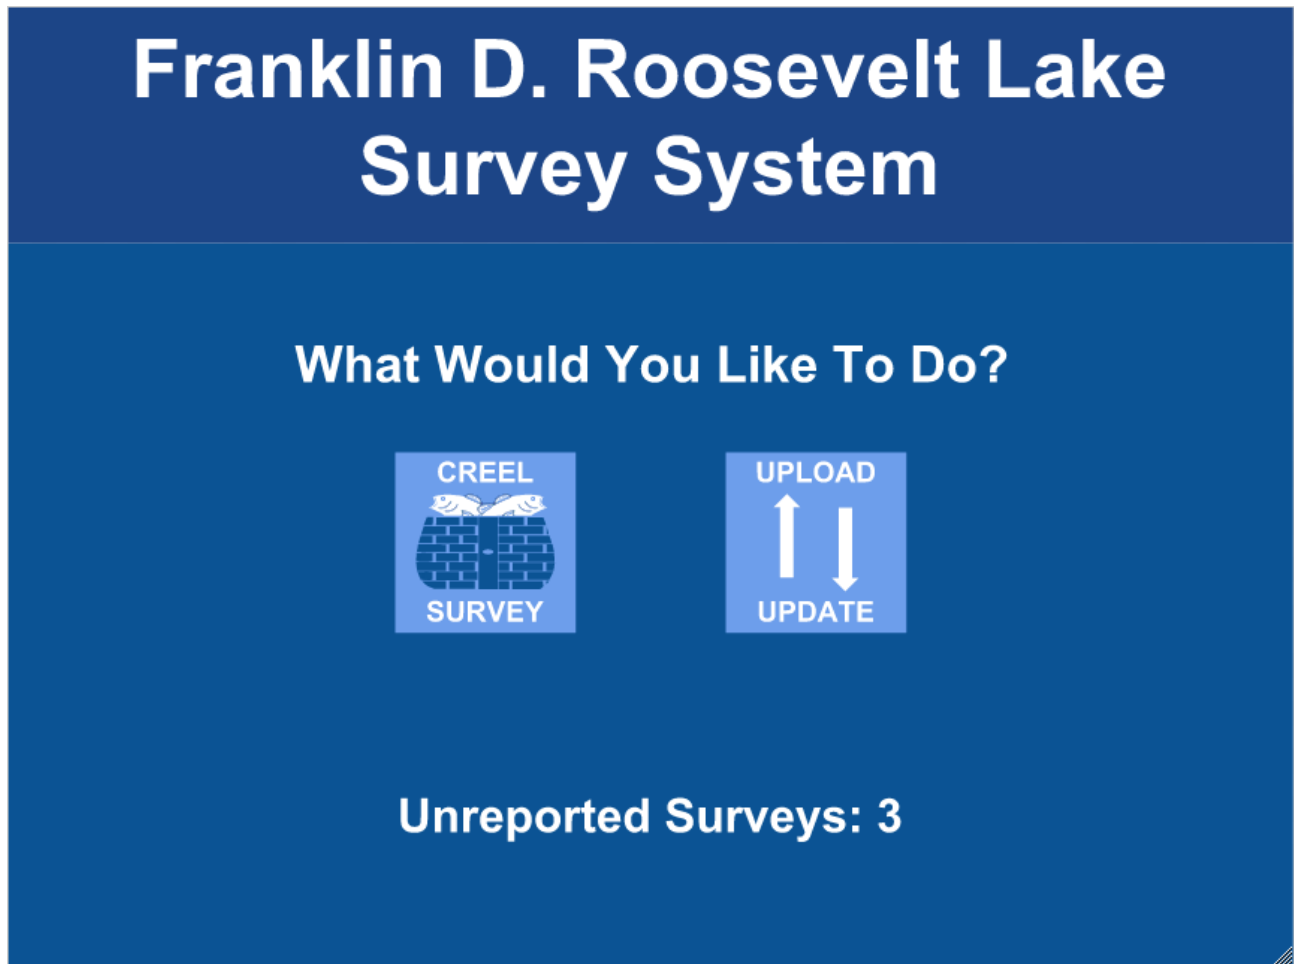 Franklin D. Roosevelt Lake
Survey System
What Would You Like To Do?
CREEL
SURVEY
UPLOAD
UPDATE
Unreported Surveys: 3